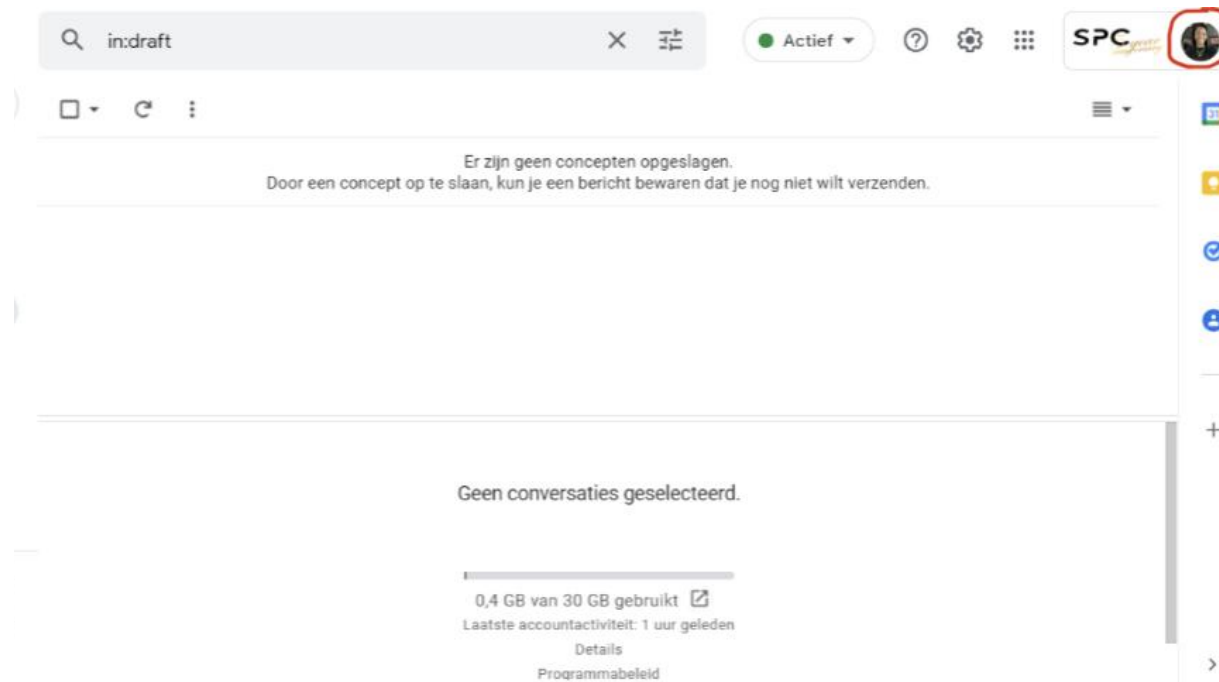 in:draft
Actief
SPC
31
Er zijn geen concepten opgeslagen.
Door een concept op te slaan, kun je een bericht bewaren dat je nog niet wilt verzenden.
Geen conversaties geselecteerd.
0,4 GB van 30 GB gebruikt
Laatste accountactiviteit: 1 uur geleden
Details
Programmabeleid